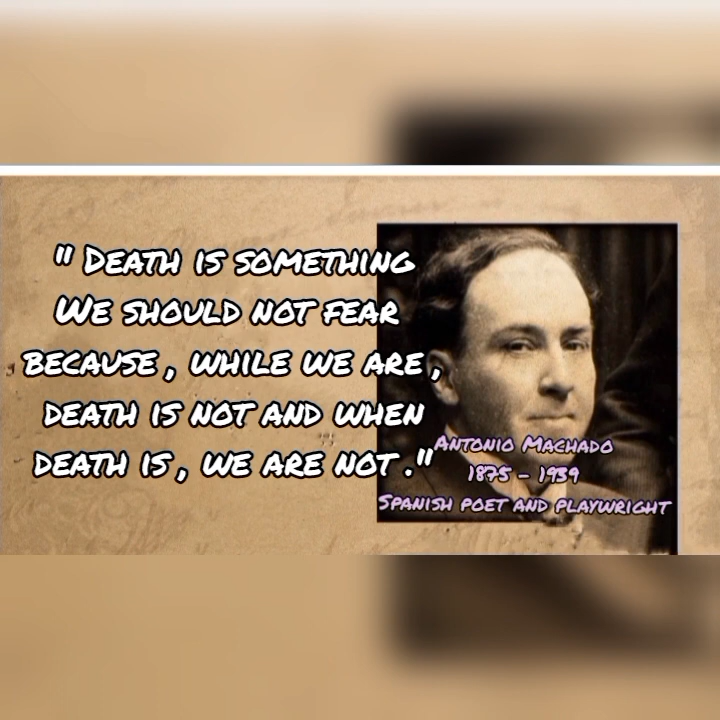 " Death is something
We should not fear
because , while we are ,
death is not and when
death is , we are not ."
Antonio Machado
1875 - 1939
Spanish poet and playwright